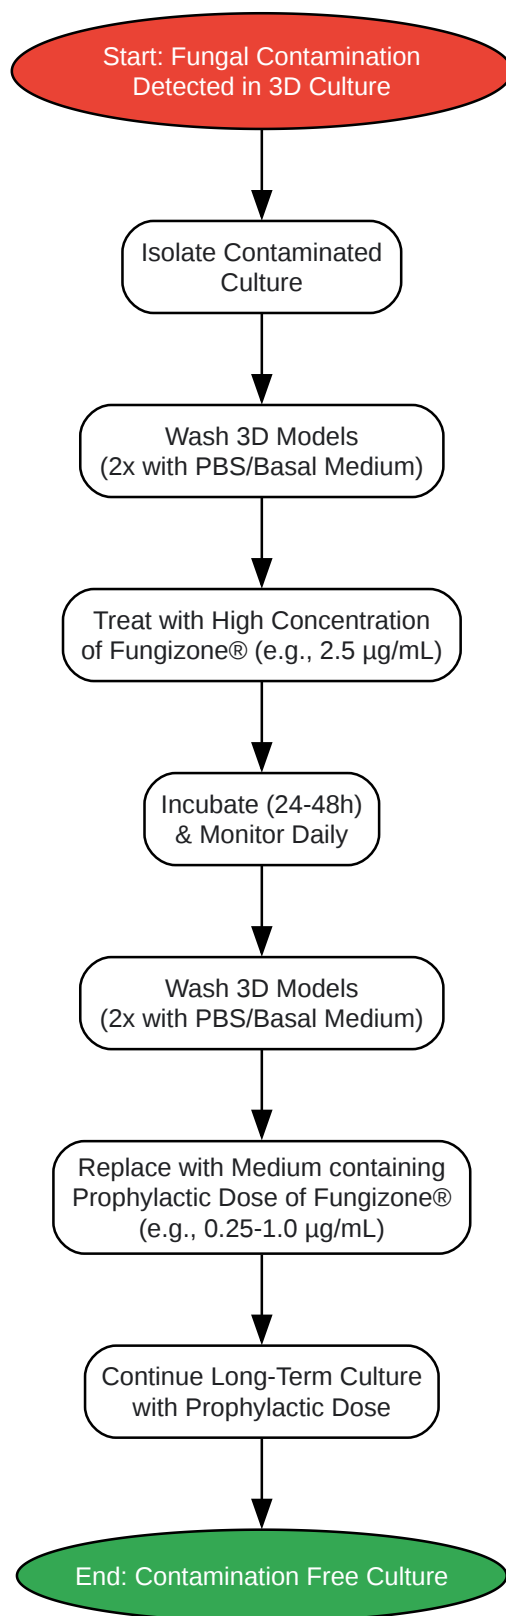 Start: Fungal Contamination
Detected in 3D Culture
Isolate Contaminated
Culture
Wash 3D Models
(2x with PBS/Basal Medium)
Treat with High Concentration
of Fungizone® (e.g., 2.5 µg/mL)
Incubate (24-48h)
& Monitor Daily
Wash 3D Models
(2x with PBS/Basal Medium)
Replace with Medium containing
Prophylactic Dose of Fungizone®
(e.g., 0.25-1.0 µg/mL)
Continue Long-Term Culture
with Prophylactic Dose
End: Contamination Free Culture